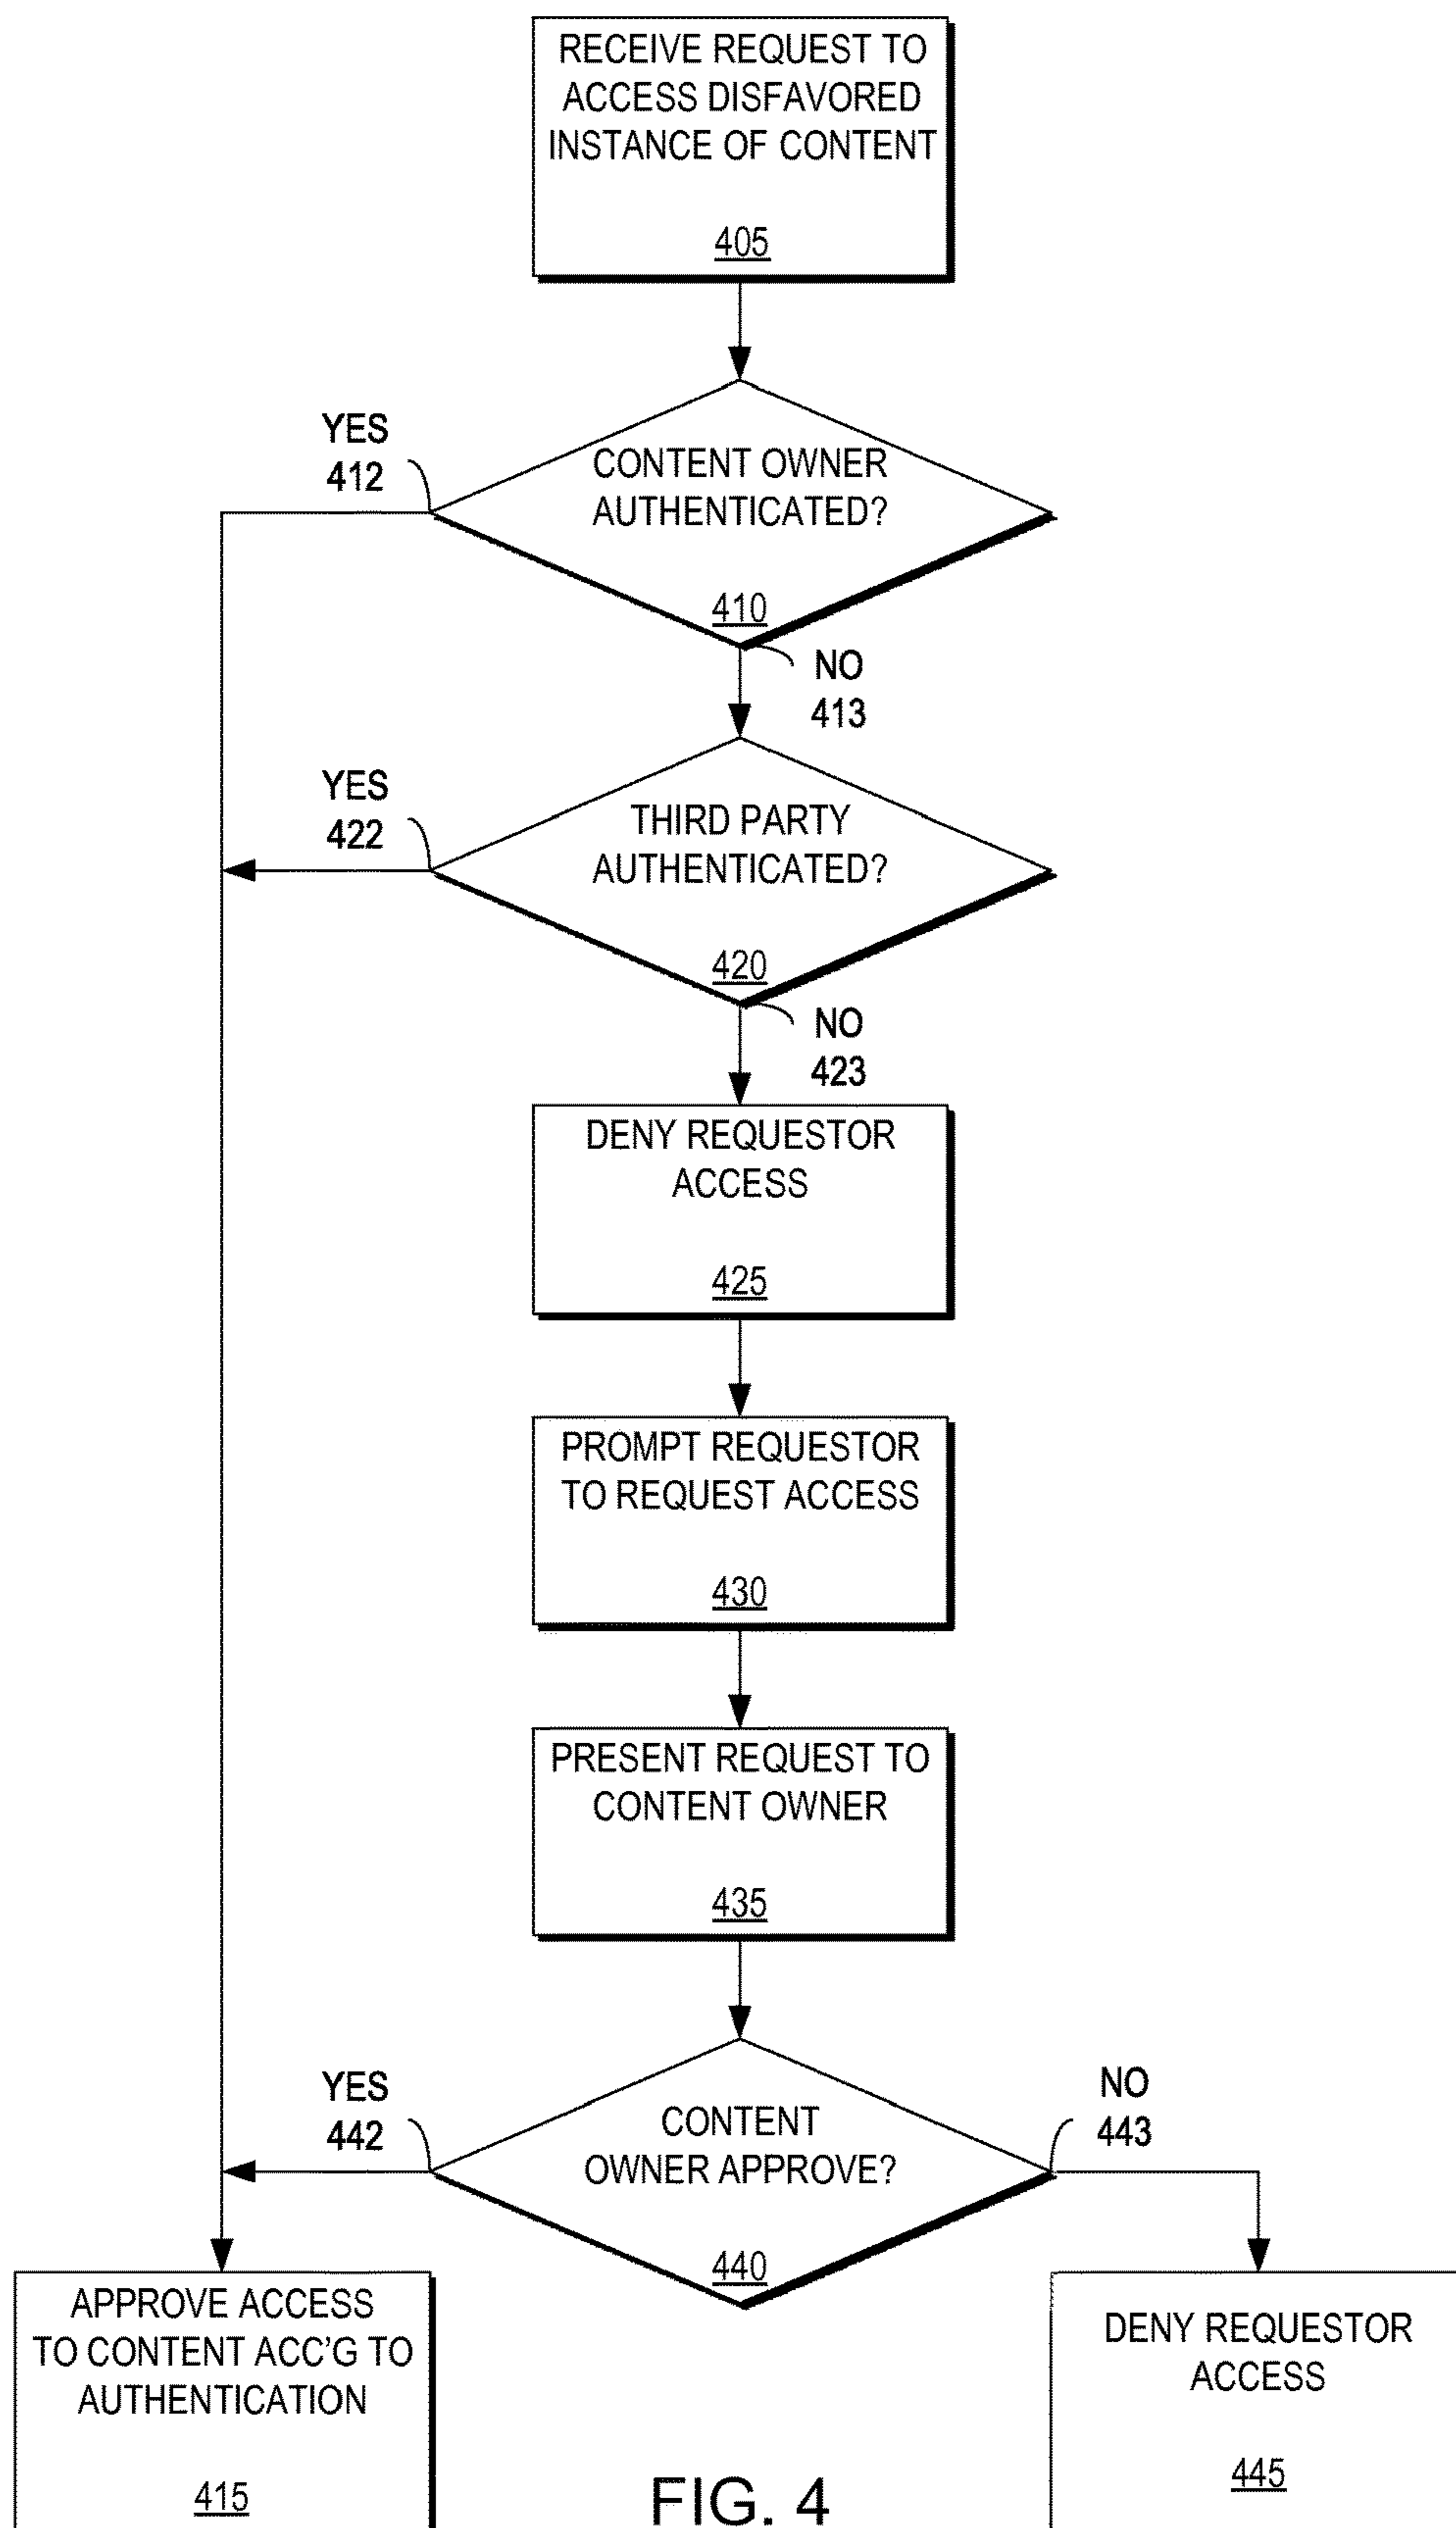 RECEIVE REQUEST TO
ACCESS DISFAVORED
INSTANCE OF CONTENT
405
YES
412
CONTENT OWNER
AUTHENTICATED?
410
NO
413
YES
422
THIRD PARTY
AUTHENTICATED?
420
NO
423
DENY REQUESTOR
ACCESS
425
PROMPT REQUESTOR
TO REQUEST ACCESS
430
PRESENT REQUEST TO
CONTENT OWNER
435
YES
442
CONTENT
OWNER APPROVE?
440
NO
443
APPROVE ACCESS
TO CONTENT ACC'G TO
AUTHENTICATION
415
DENY REQUESTOR
ACCESS
445
FIG. 4